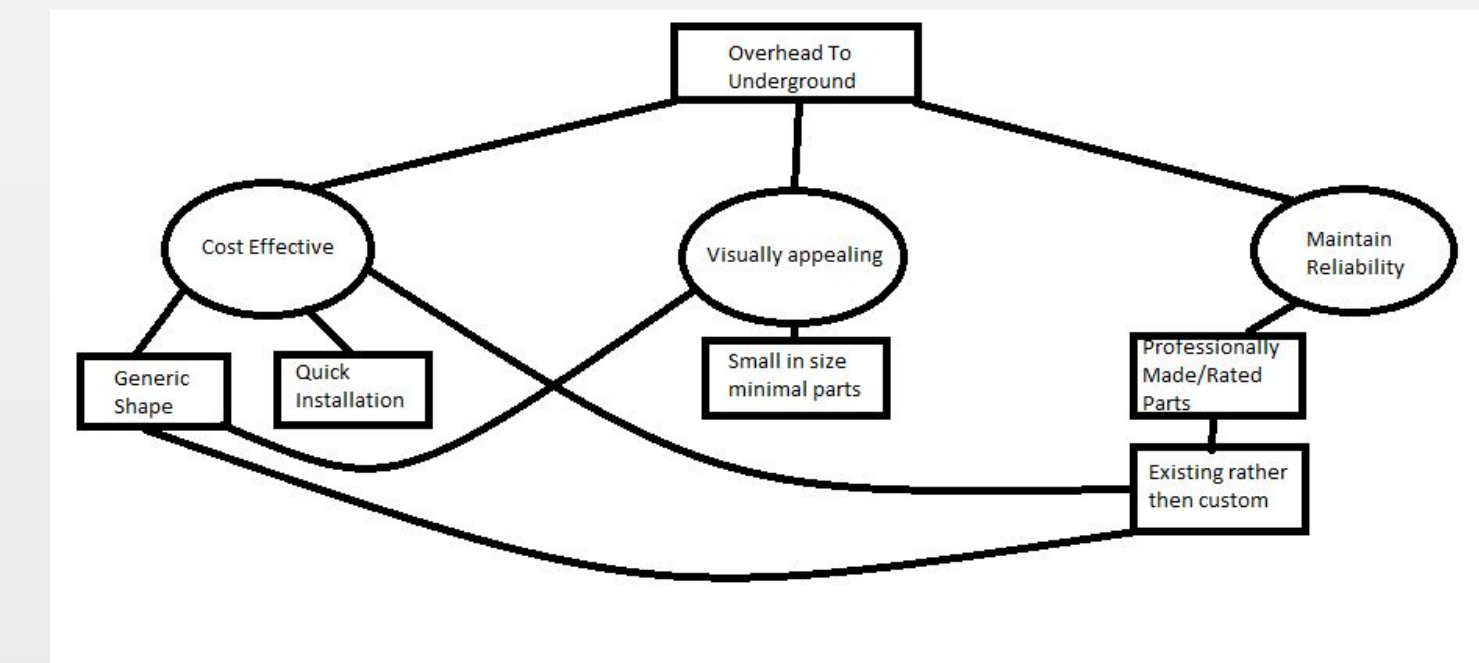 Overhead To
Underground
Cost Effective
Visually appealing
Maintain
Reliability
Generic
Shape
Quick
Installation
Small in size
minimal parts
Professionally
Made/Rated
Parts
Existing rather
then custom